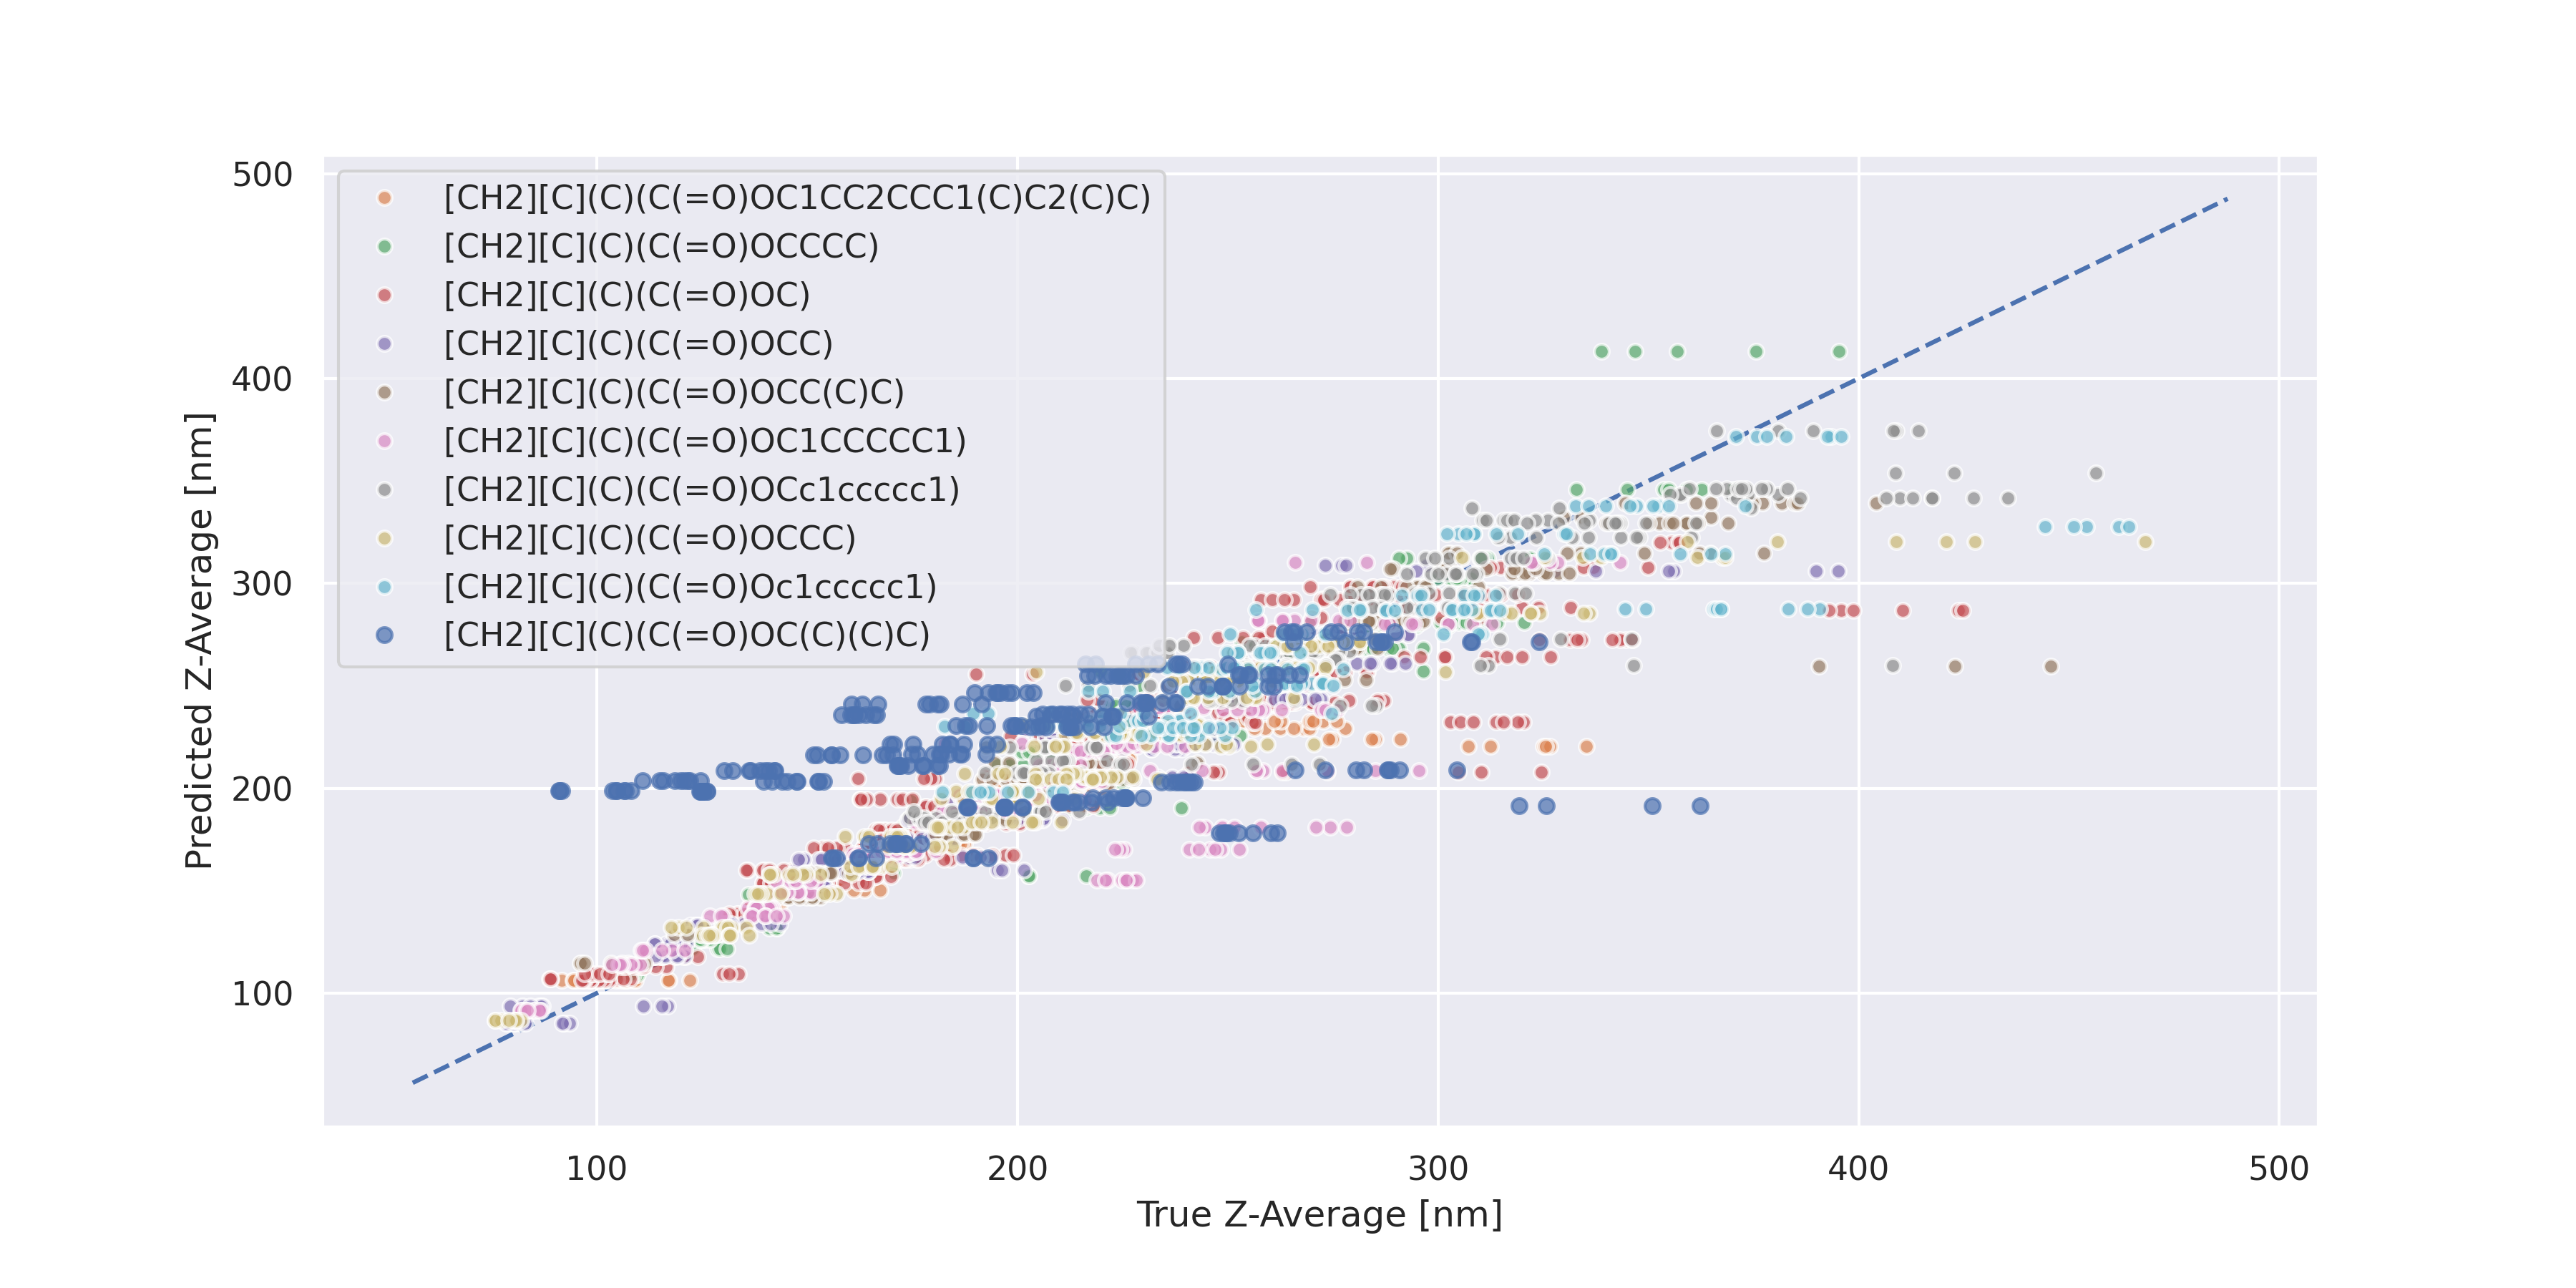 500
400
300
200
100
Predicted Z-Average [nm]
[CH2][C](C)(C(=O)OC1CC2CCC1(C)C2(C)C)
[CH2][C](C)(C(=O)OCCCC)
[CH2][C](C)(C(=O)OC)
[CH2][C](C)(C(=O)OCC)
[CH2][C](C)(C(=O)OCC(C)C)
[CH2][C](C)(C(=O)OC1CCCCC1)
[CH2][C](C)(C(=O)OCc1ccccc1)
[CH2][C](C)(C(=O)OCCC)
[CH2][C](C)(C(=O)Oc1ccccc1)
[CH2][C](C)(C(=O)OC(C)(C)C)
100 200 300 400 500
True Z-Average [nm]